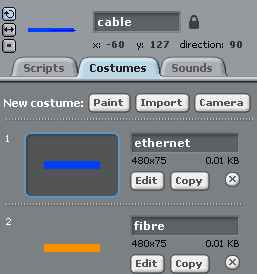 cable
x: -60 y: 127 direction: 90
Scripts Costumes Sounds
New costume: Paint Import Camera
1
ethernet
480x75 0.01 KB
Edit Copy
2
fibre
480x75 0.01 KB
Edit Copy